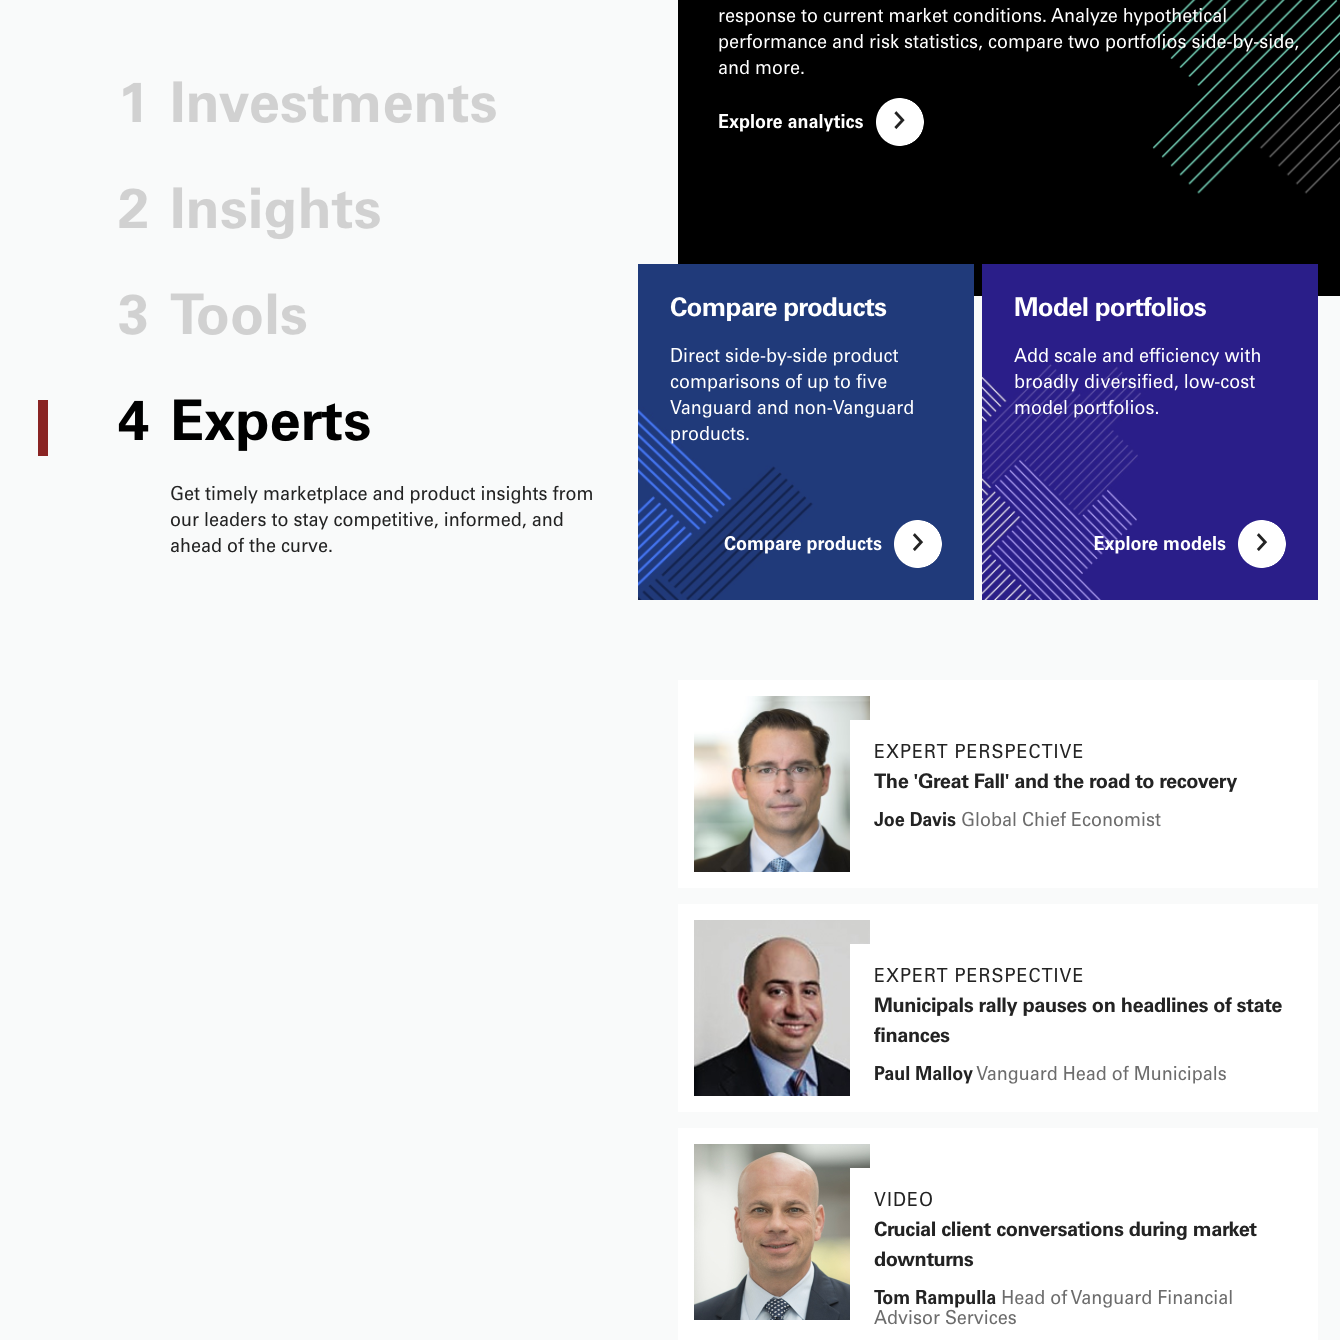 1 Investments
2 Insights
3 Tools
4 Experts
Get timely marketplace and product insights from
our leaders to stay competitive, informed, and
ahead of the curve.
response to current market conditions. Analyze hypothetical
performance and risk statistics, compare two portfolios side-by-side,
and more.
Explore analytics
Compare products
Direct side-by-side product
comparisons of up to five
Vanguard and non-Vanguard
products.
Compare products
Model portfolios
Add scale and efficiency with
broadly diversified, low-cost
model portfolios.
Explore models
EXPERT PERSPECTIVE
The 'Great Fall' and the road to recovery
Joe Davis Global Chief Economist
EXPERT PERSPECTIVE
Municipals rally pauses on headlines of state
finances
Paul Malloy Vanguard Head of Municipals
VIDEO
Crucial client conversations during market
downturns
Tom Rampulla Head of Vanguard Financial
Advisor Services